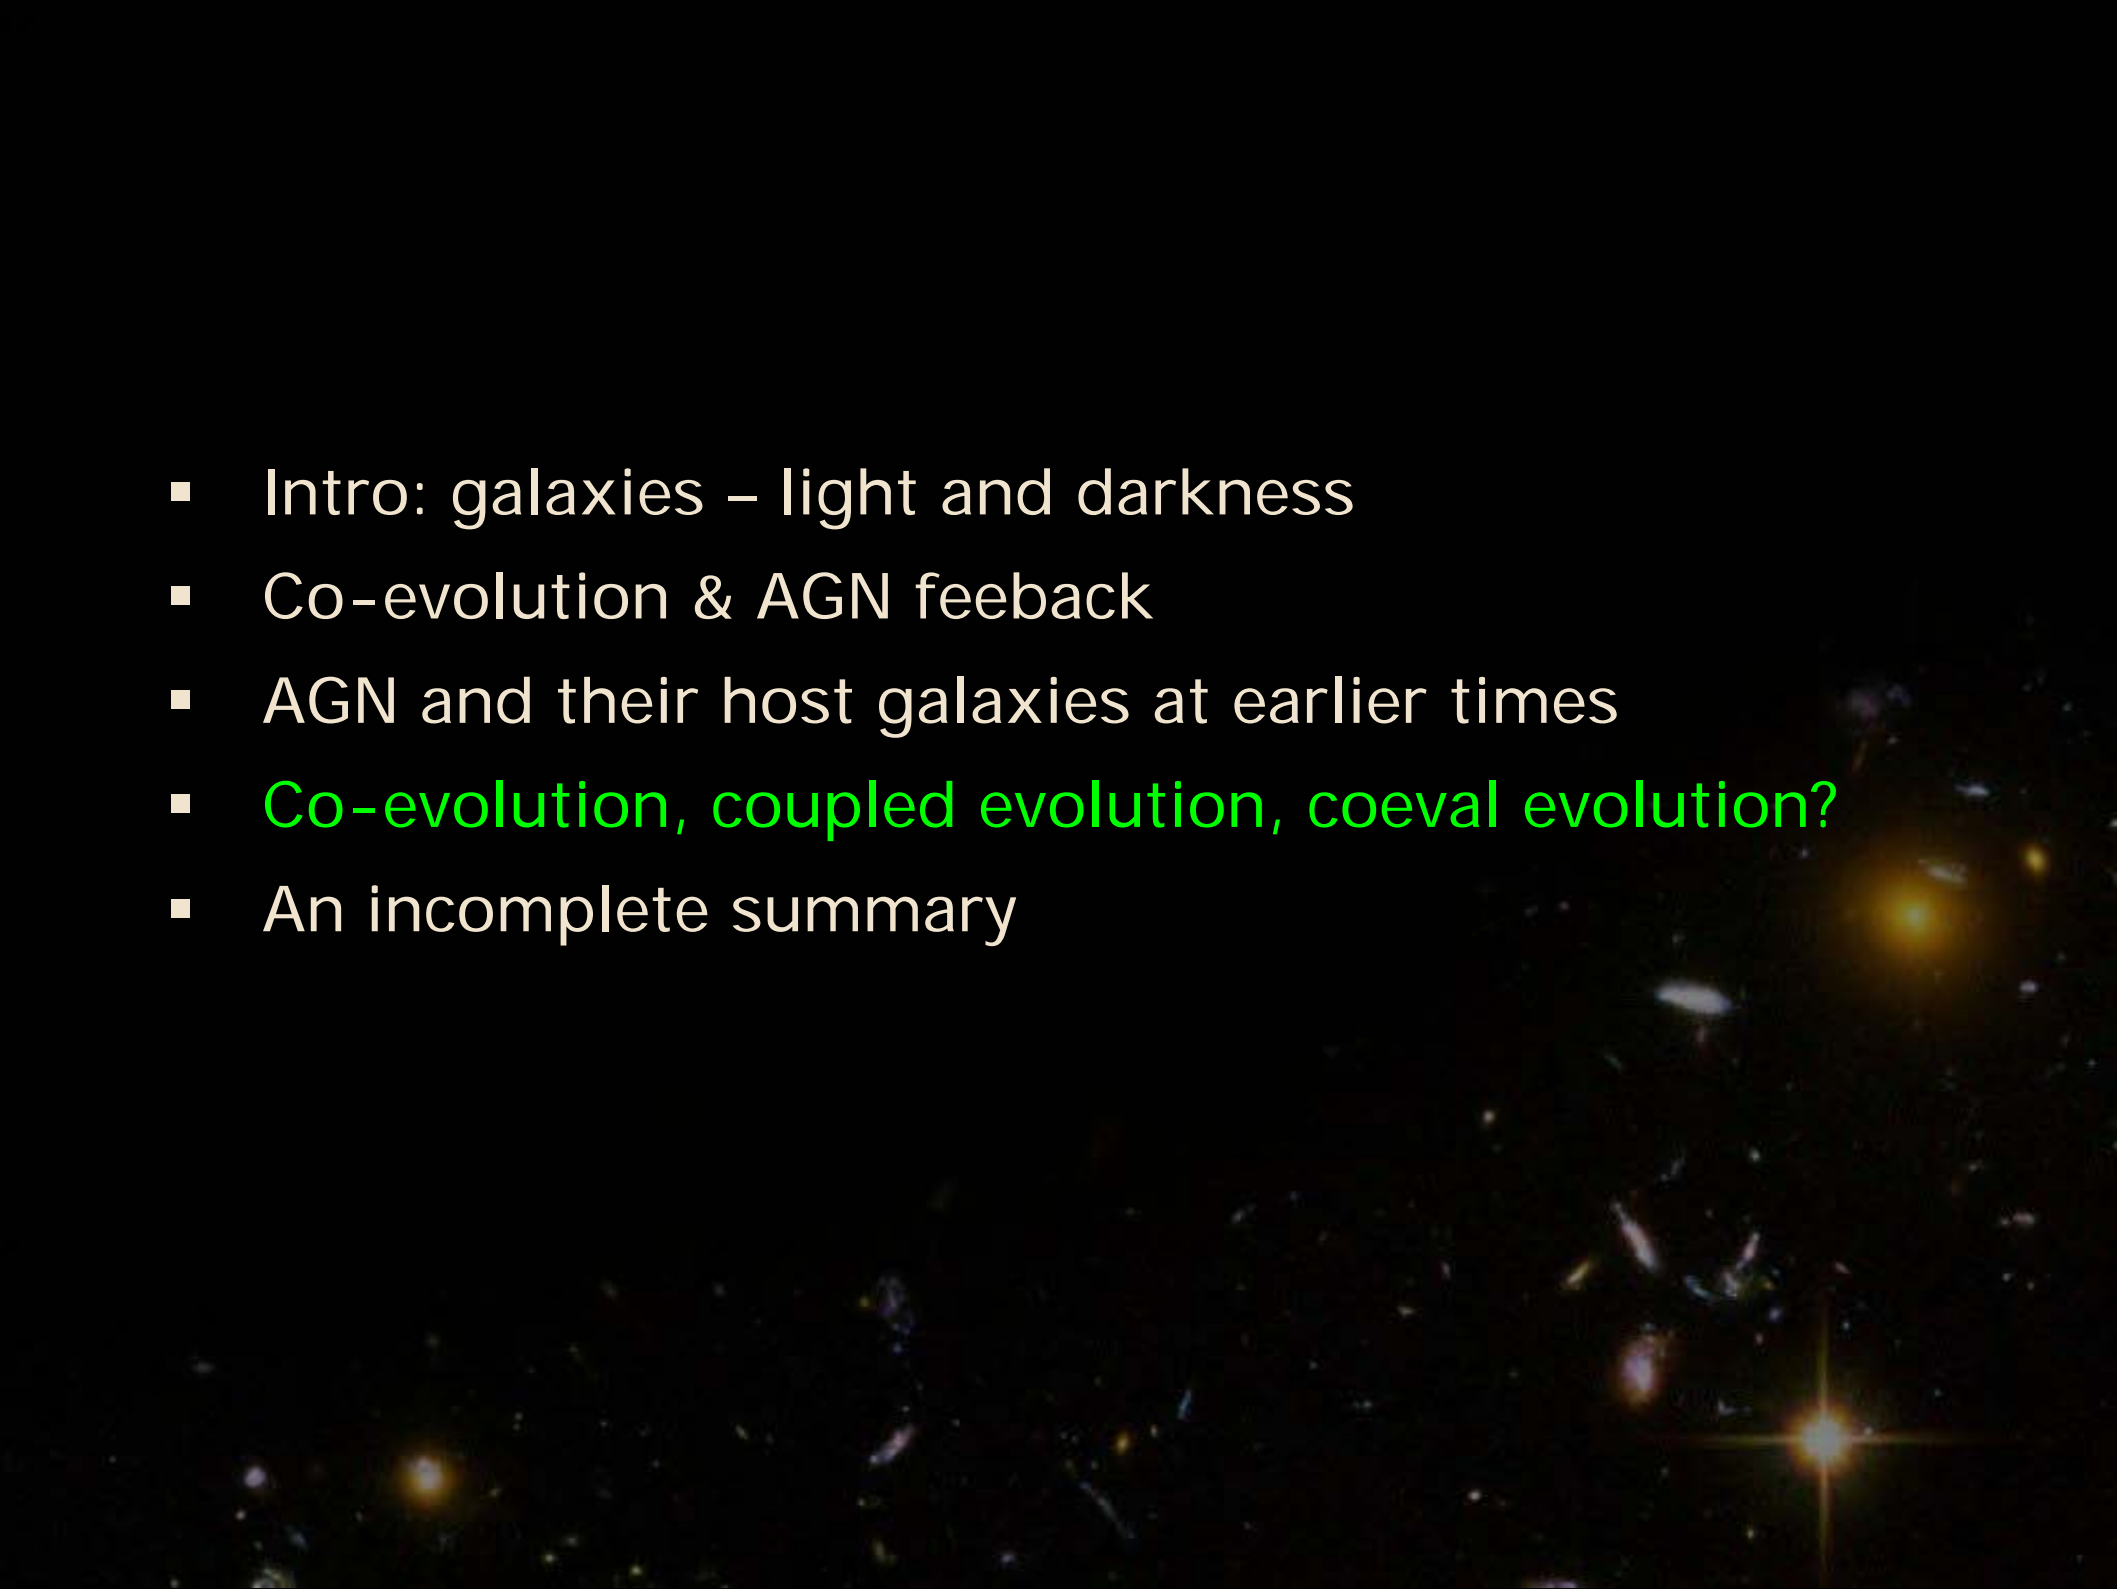 ▪ Intro: galaxies – light and darkness
▪ Co-evolution & AGN feeback
▪ AGN and their host galaxies at earlier times
▪ Co-evolution, coupled evolution, coeval evolution?
▪ An incomplete summary